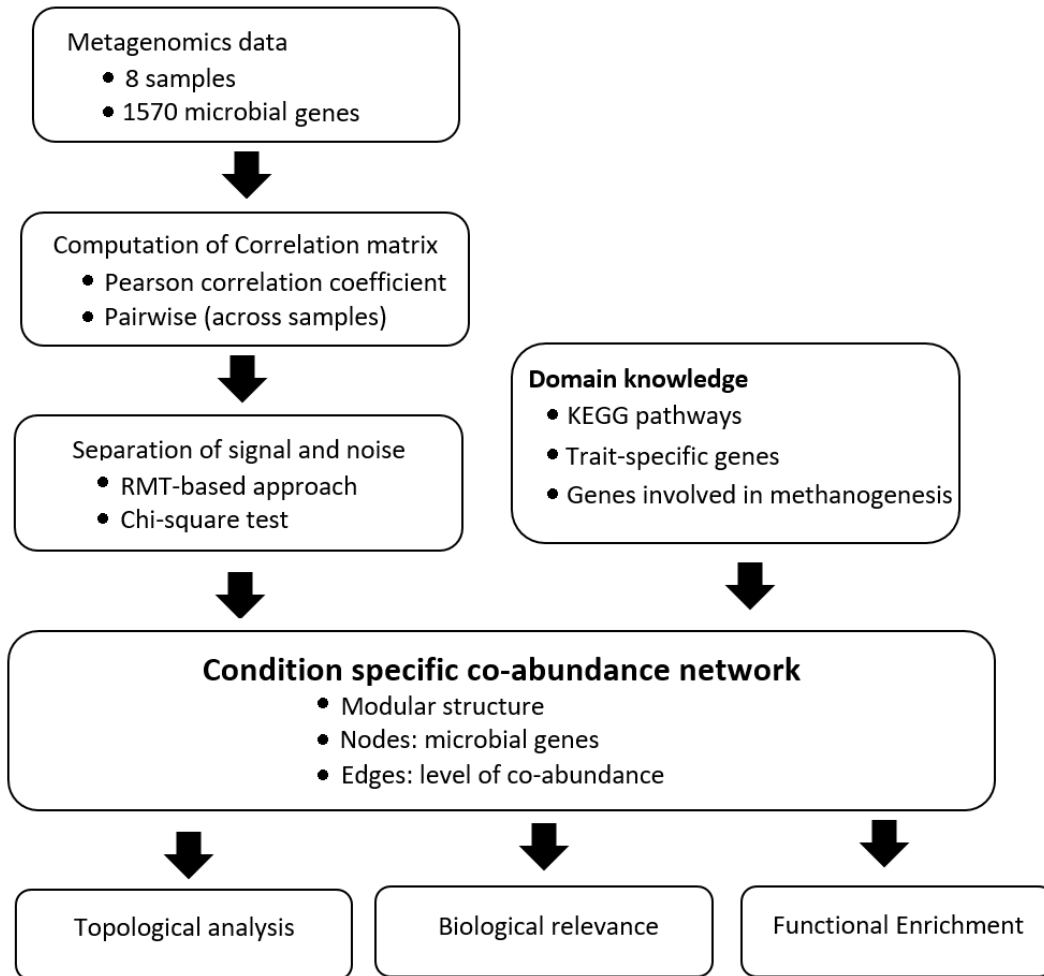 Metagenomics data
• 8 samples
• 1570 microbial genes
Computation of Correlation matrix
• Pearson correlation coefficient
• Pairwise (across samples)
Separation of signal and noise
• RMT-based approach
• Chi-square test
Domain knowledge
• KEGG pathways
• Trait-specific genes
• Genes involved in methanogenesis
Condition specific co-abundance network
• Modular structure
• Nodes: microbial genes
• Edges: level of co-abundance
Topological analysis
Biological relevance
Functional Enrichment